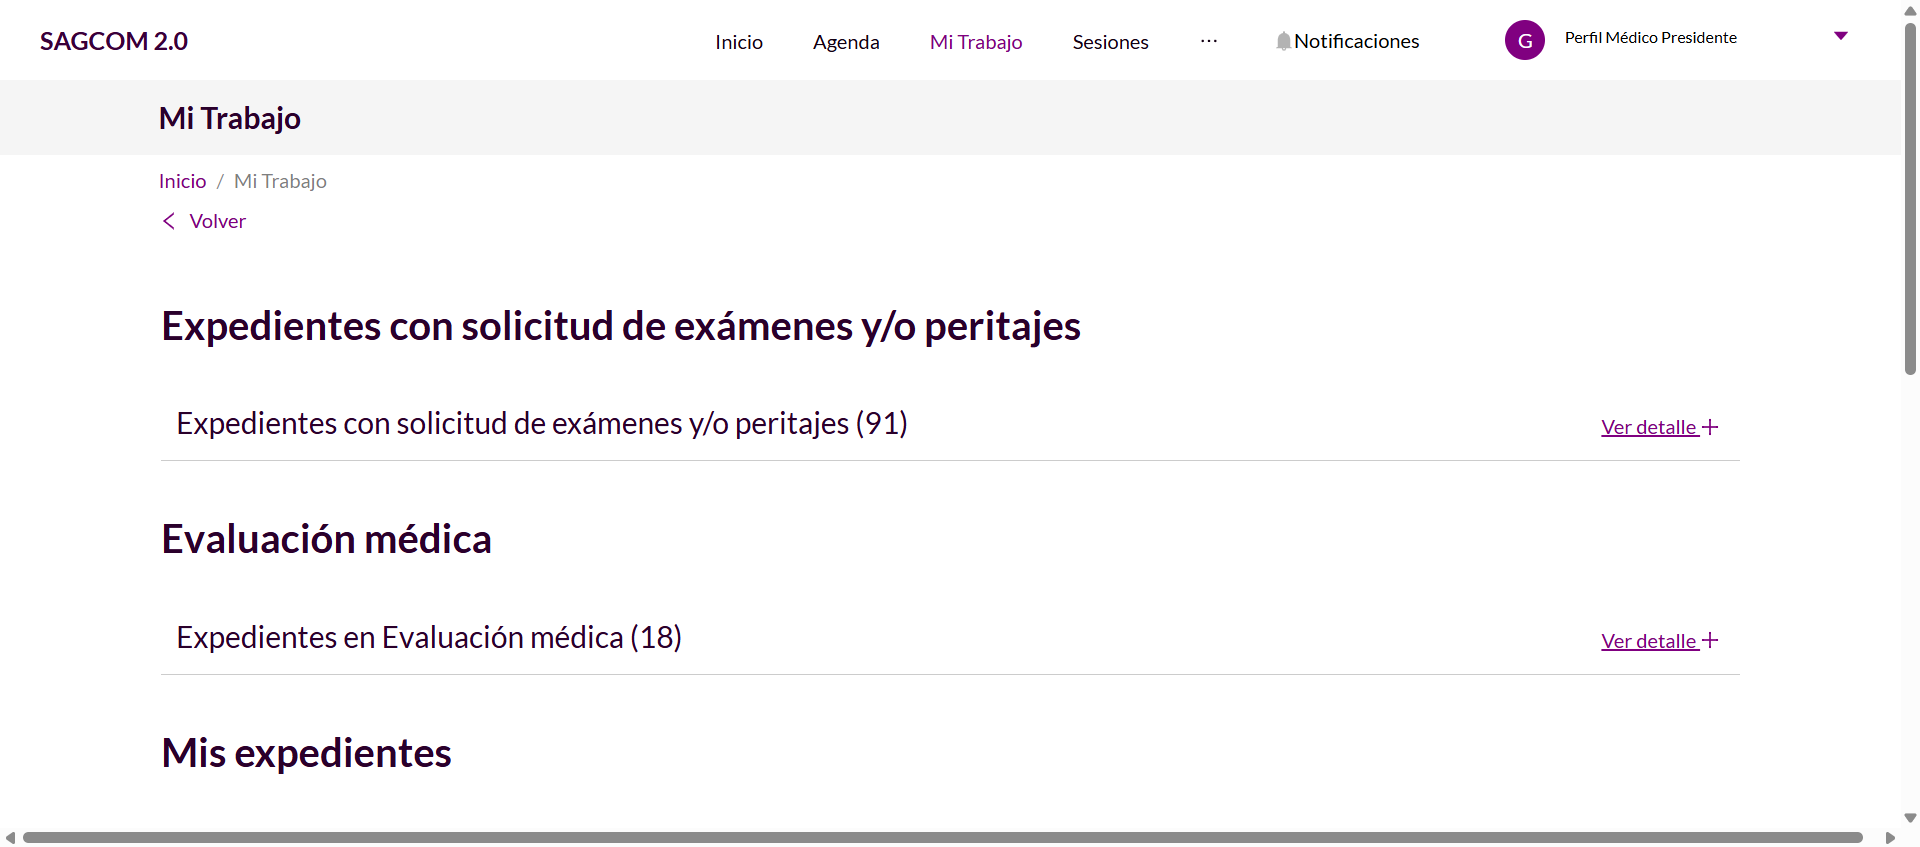 SAGCOM 2.0
Inicio
Agenda
Mi Trabajo
Sesiones
···
Notificaciones
G
Perfil Médico Presidente
Mi Trabajo
Inicio / Mi Trabajo
Volver
Expedientes con solicitud de exámenes y/o peritajes
Expedientes con solicitud de exámenes y/o peritajes (91)
Ver detalle +
Evaluación médica
Expedientes en Evaluación médica (18)
Ver detalle +
Mis expedientes